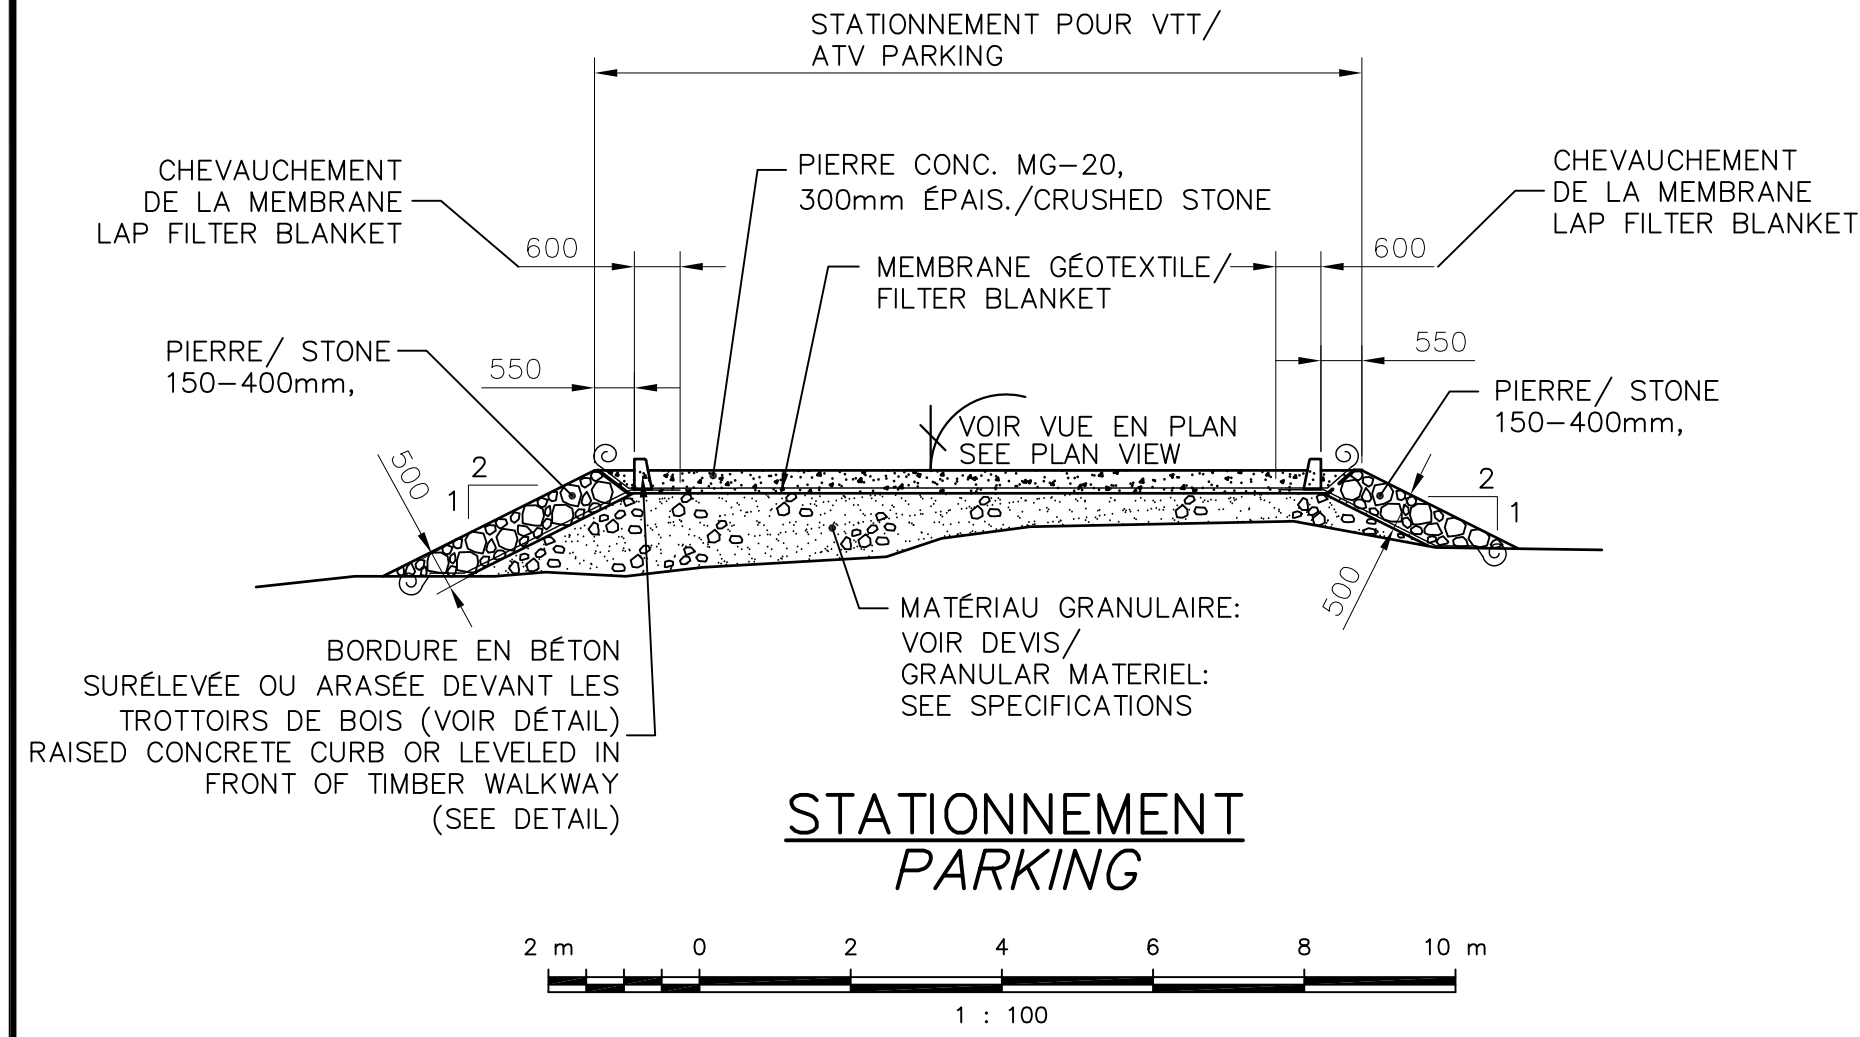 STATIONNEMENT POUR VTT/
ATV PARKING
CHEVAUCHEMENT
DE LA MEMBRANE
LAP FILTER BLANKET
PIERRE CONC. MG-20,
300mm ÉPAIS./CRUSHED STONE
CHEVAUCHEMENT
DE LA MEMBRANE
LAP FILTER BLANKET
600
MEMBRANE GÉOTEXTILE/
FILTER BLANKET
600
PIERRE/ STONE
150-400mm,
550
550
PIERRE/ STONE
150-400mm,
VOIR VUE EN PLAN
SEE PLAN VIEW
500
2
1
2
1
500
MATÉRIAU GRANULAIRE:
VOIR DEVIS/
GRANULAR MATERIEL:
SEE SPECIFICATIONS
BORDURE EN BÉTON
SURÉLEVÉE OU ARASÉE DEVANT LES
TROTTOIRS DE BOIS (VOIR DÉTAIL)
RAISED CONCRETE CURB OR LEVELED IN
FRONT OF TIMBER WALKWAY
(SEE DETAIL)
STATIONNEMENT
PARKING
2 m 0 2 4 6 8 10 m
1 : 100